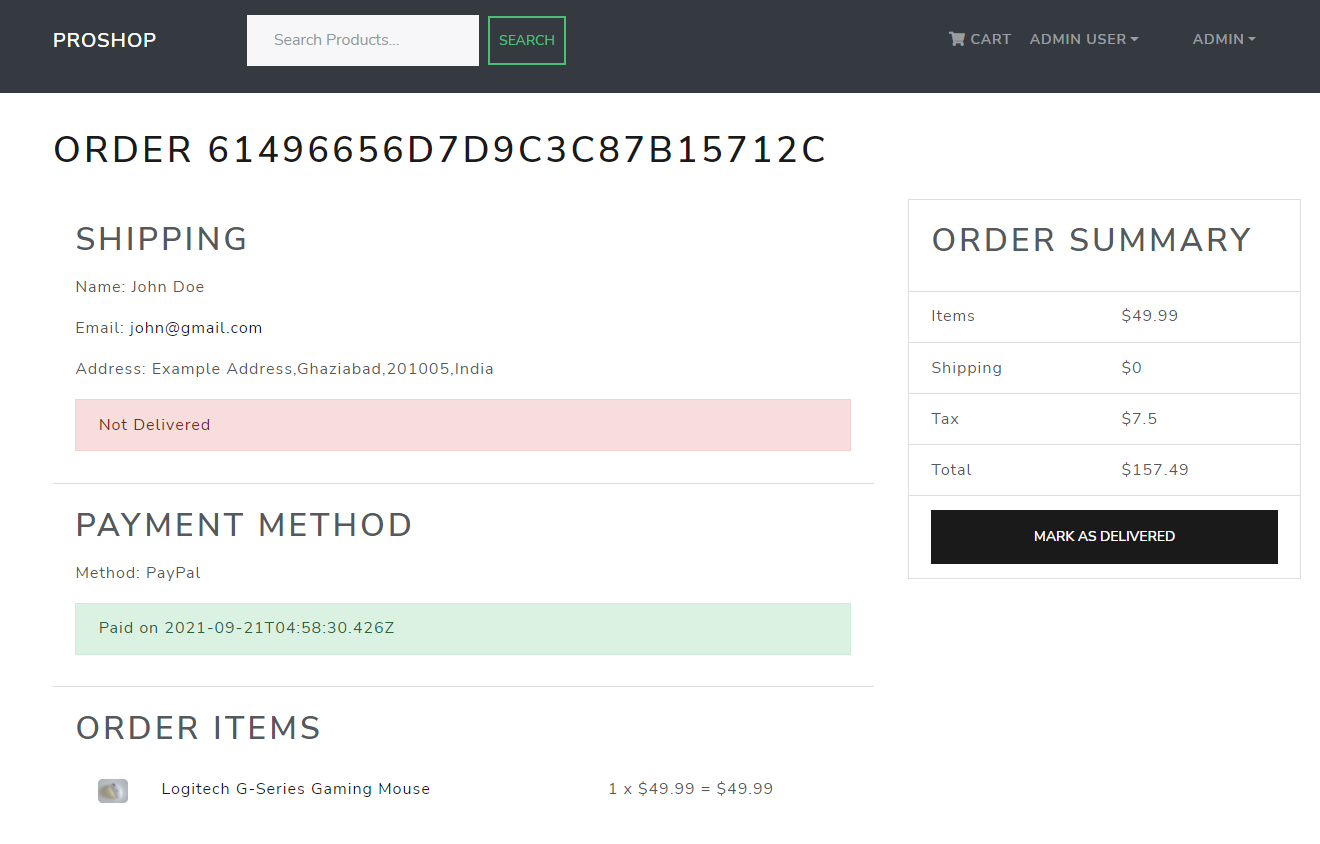 PROSHOP
Search Products...
SEARCH
CART
ADMIN USER
ADMIN
ORDER 61496656D7D9C3C87B15712C
SHIPPING
Name: John Doe
Email: john@gmail.com
Address: Example Address,Ghaziabad,201005,India
Not Delivered
PAYMENT METHOD
Method: PayPal
Paid on 2021-09-21T04:58:30.426Z
ORDER ITEMS
Logitech G-Series Gaming Mouse 1 x $49.99 = $49.99
ORDER SUMMARY
Items $49.99
Shipping $0
Tax $7.5
Total $157.49
MARK AS DELIVERED